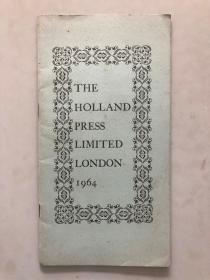 THE
HOLLAND
PRESS
LIMITED
LONDON
1964